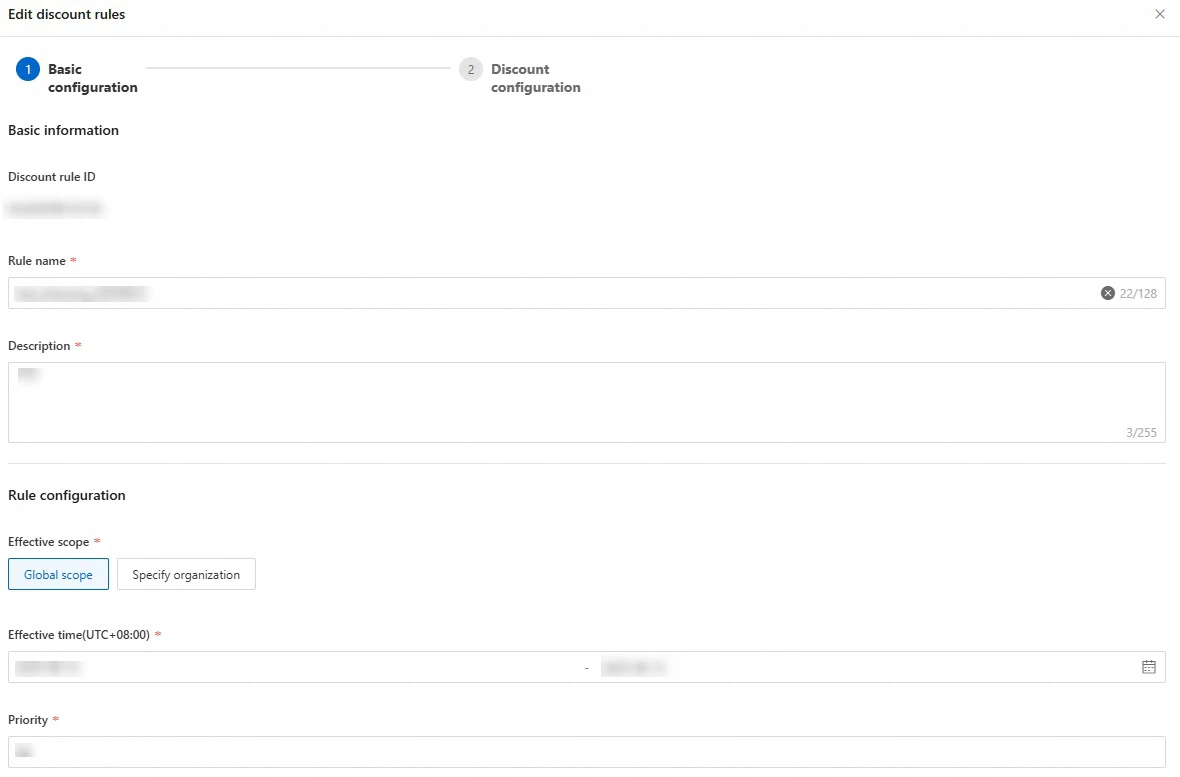 Edit discount rules
1 Basic configuration
2 Discount configuration
Basic information
Discount rule ID
Rule name *
22/128
Description *
3/255
Rule configuration
Effective scope *
Global scope
Specify organization
Effective time(UTC+08:00) *
-
Priority *